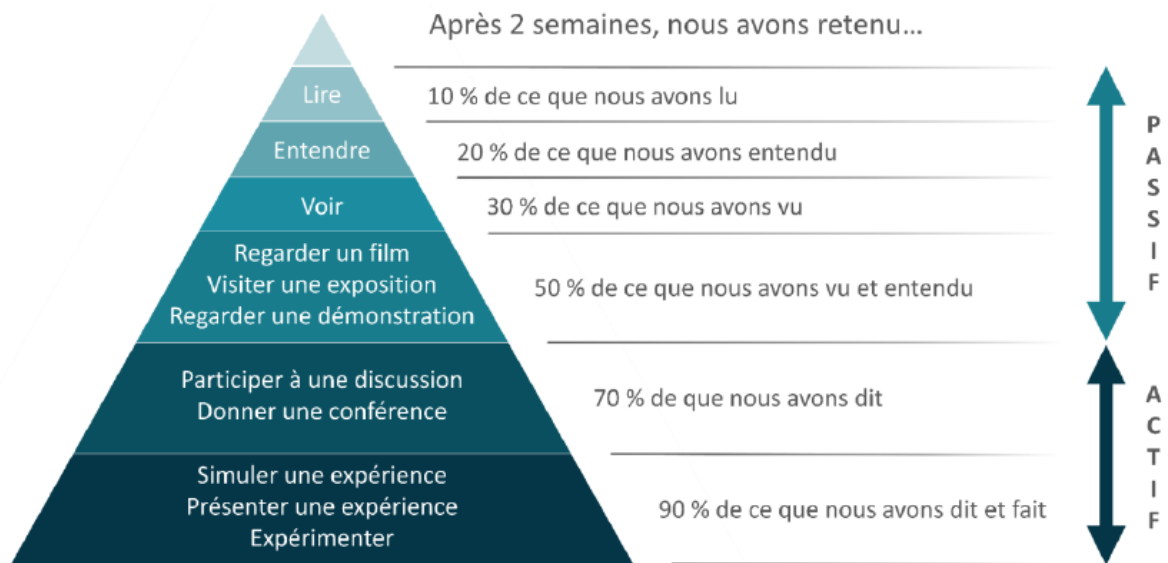 Après 2 semaines, nous avons retenu…
Lire
10 % de ce que nous avons lu
Entendre
20 % de ce que nous avons entendu
Voir
30 % de ce que nous avons vu
Regarder un film
Visiter une exposition
Regarder une démonstration
50 % de ce que nous avons vu et entendu
PASSIF
Participer à une discussion
Donner une conférence
70 % de que nous avons dit
Simuler une expérience
Présenter une expérience
Expérimenter
90 % de ce que nous avons dit et fait
ACTIF